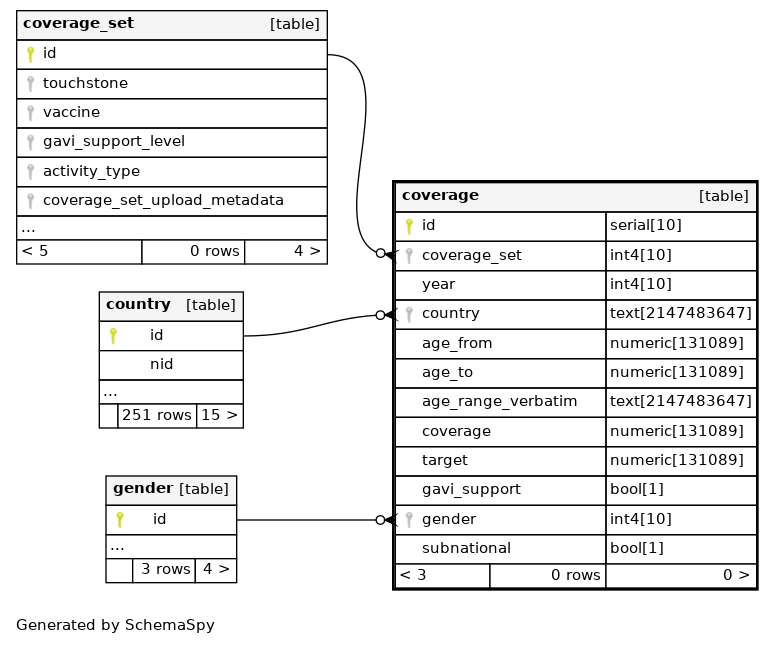 coverage_set [table]
id
touchstone
vaccine
gavi_support_level
activity_type
coverage_set_upload_metadata
...
< 5 0 rows 4 >
country [table]
id
nid
...
251 rows 15 >
gender [table]
id
...
3 rows 4 >
coverage [table]
id serial[10]
coverage_set int4[10]
year int4[10]
country text[2147483647]
age_from numeric[131089]
age_to numeric[131089]
age_range_verbatim text[2147483647]
coverage numeric[131089]
target numeric[131089]
gavi_support bool[1]
gender int4[10]
subnational bool[1]
< 3 0 rows 0 >
Generated by SchemaSpy